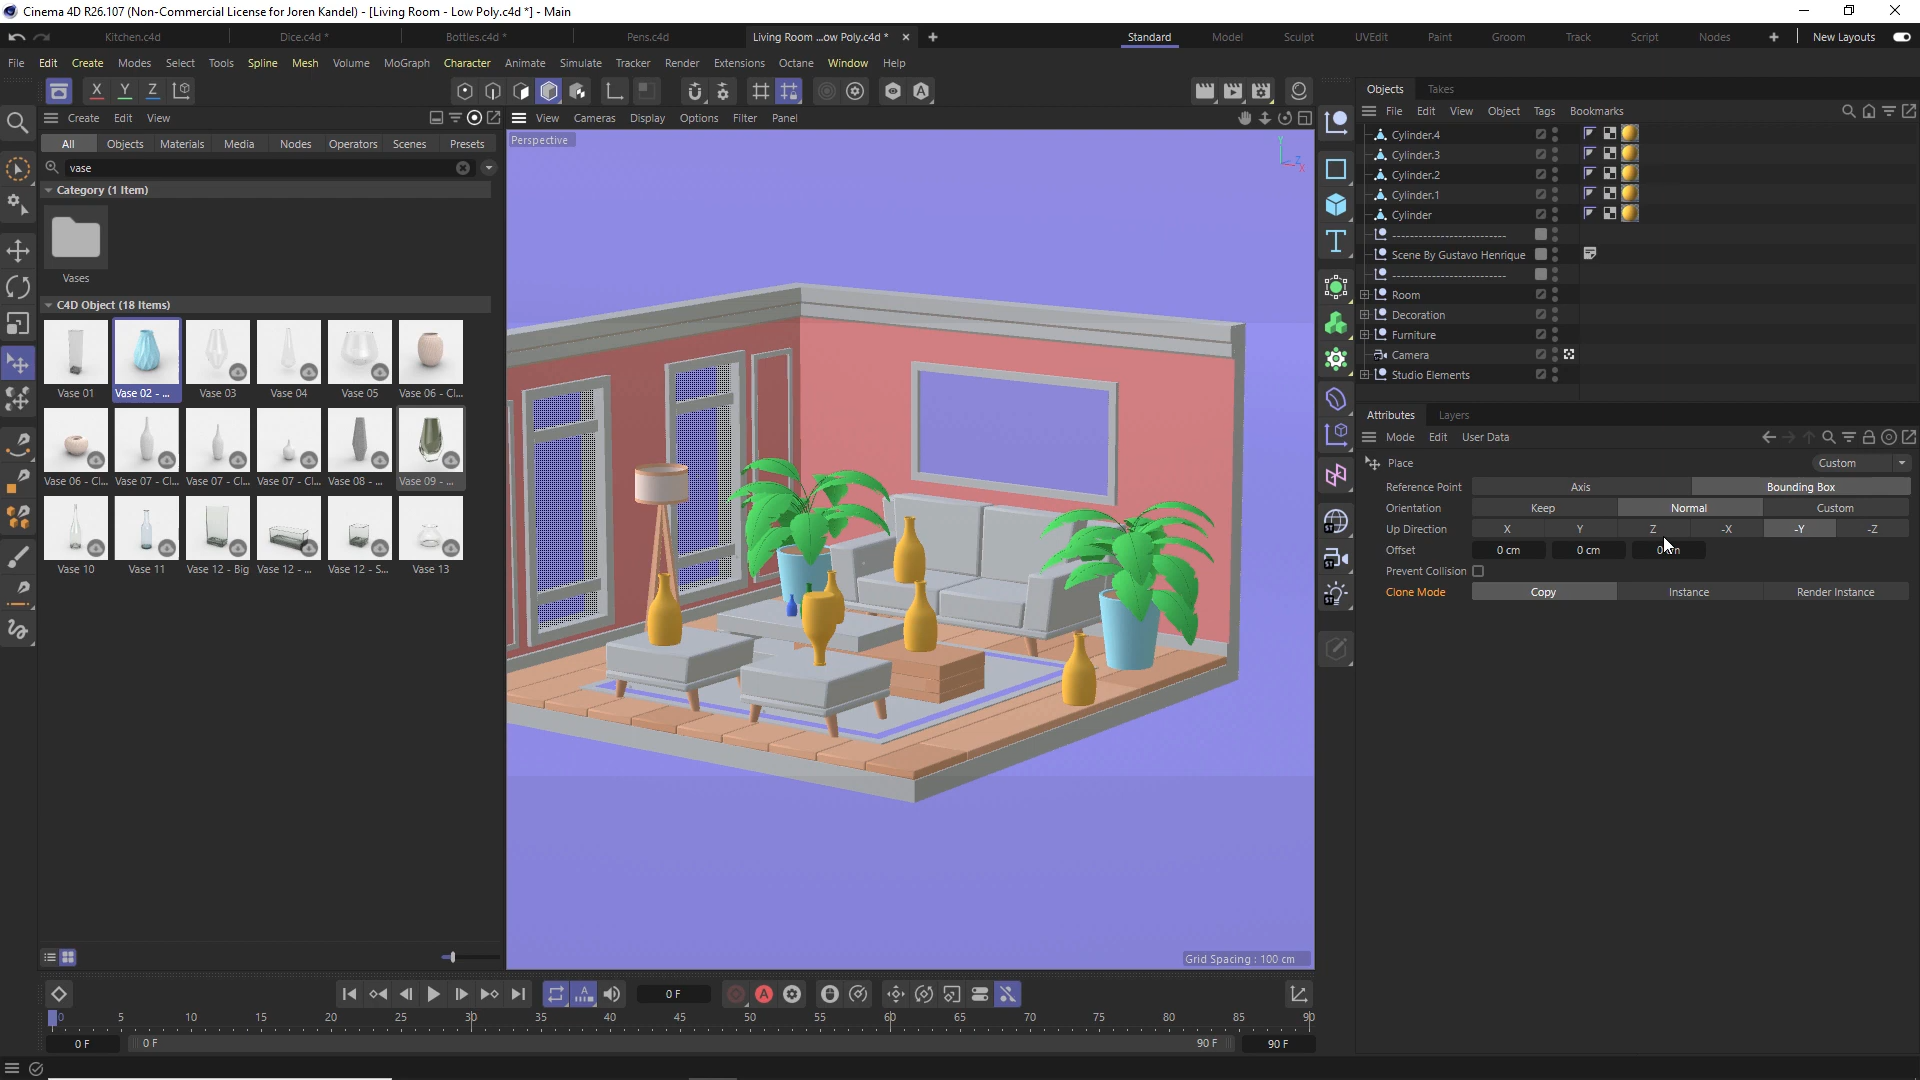 Cinema 4D R26.107 (Non-Commercial License for Joren Kandel) - [Living Room - Low Poly.c4d *] - Main
Kitchen.c4d
Dice.c4d *
Bottles.c4d *
Pens.c4d
Living Room ...ow Poly.c4d *
Standard
Model
Sculpt
UVEdit
Paint
Groom
Track
Script
Nodes
New Layouts
File Edit Create Modes Select Tools Spline Mesh Volume MoGraph Character Animate Simulate Tracker Render Extensions Octane Window Help
X Y Z
Create Edit View
All Objects Materials Media Nodes Operators Scenes Presets
vase
Category (1 Item)
Vases
C4D Object (18 Items)
Vase 01
Vase 02 - ...
Vase 03
Vase 04
Vase 05
Vase 06 - Cl...
Vase 06 - Cl...
Vase 07 - Cl...
Vase 07 - Cl...
Vase 07 - Cl...
Vase 08 - ...
Vase 09 - ...
Vase 10
Vase 11
Vase 12 - Big
Vase 12 - ...
Vase 12 - S...
Vase 13
View Cameras Display Options Filter Panel
Perspective
Y
Z
X
Grid Spacing : 100 cm
Objects Takes
File Edit View Object Tags Bookmarks
Cylinder.4
Cylinder.3
Cylinder.2
Cylinder.1
Cylinder
--------------------------
Scene By Gustavo Henrique
--------------------------
Room
Decoration
Furniture
Camera
Studio Elements
Attributes Layers
Mode Edit User Data
Place
Custom
Reference Point Axis Bounding Box
Orientation Keep Normal Custom
Up Direction X Y Z -X -Y -Z
Offset 0 cm 0 cm
Prevent Collision
Clone Mode Copy Instance Render Instance
0 F
0 5 10 15 20 25 30 35 40 45 50 55 60 65 70 75 80 85 90
0 F
0 F
90 F
90 F